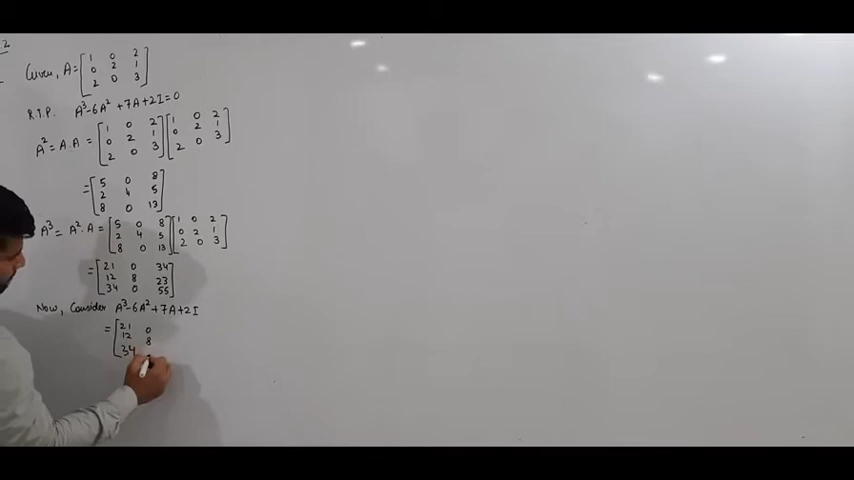 Given, A = [1 0 2
0 2 1
2 0 3]
R.T.P. A³-6A²+7A+2I=0
A² = A.A = [1 0 2 [1 0 2
0 2 1 0 2 1
2 0 3] 2 0 3]
= [5 0 8
2 4 5
8 0 13]
A³ = A².A = [5 0 8 [1 0 2
2 4 5 0 2 1
8 0 13] 2 0 3]
= [21 0 34
12 8 23
34 0 55]
Now, Consider A³-6A²+7A+2I
= [21 0
12 8
34